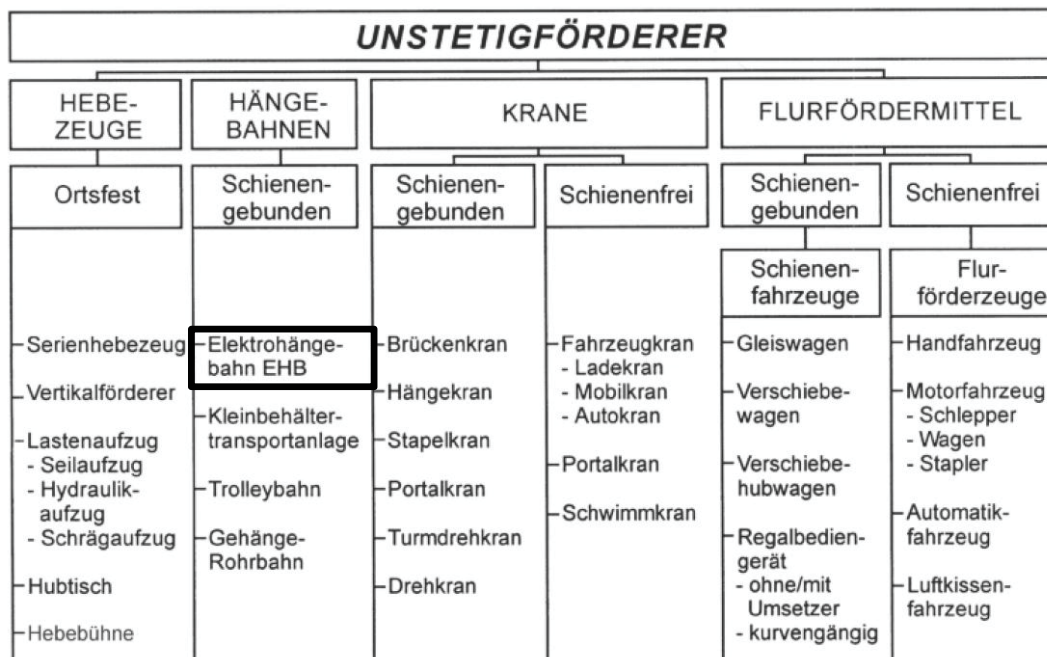 UNSTETIGFÖRDERER
HEBE-
ZEUGE
Ortsfest
Serienhebezeug
Vertikalförderer
Lastenaufzug
- Seilaufzug
- Hydraulik-
aufzug
- Schrägaufzug
Hubtisch
Hebebühne
HÄNGE-
BAHNEN
Schienen-
gebunden
Elektrohänge-
bahn EHB
Kleinbehälter-
transportanlage
Trolleybahn
Gehänge-
Rohrbahn
KRANE
Schienen-
gebunden
Brückenkran
Hängekran
Stapelkran
Portalkran
Turmdrehkran
Drehkran
Schienenfrei
Fahrzeugkran
- Ladekran
- Mobilkran
- Autokran
Portalkran
Schwimmkran
FLURFÖRDERMITTEL
Schienen-
gebunden
Schienen-
fahrzeuge
Gleiswagen
Verschiebe-
wagen
Verschiebe-
hubwagen
Regalbedien-
gerät
- ohne/mit
Umsetzer
- kurvengängig
Schienenfrei
Flur-
förderzeuge
Handfahrzeug
Motorfahrzeug
- Schlepper
- Wagen
- Stapler
Automatik-
fahrzeug
Luftkissen-
fahrzeug